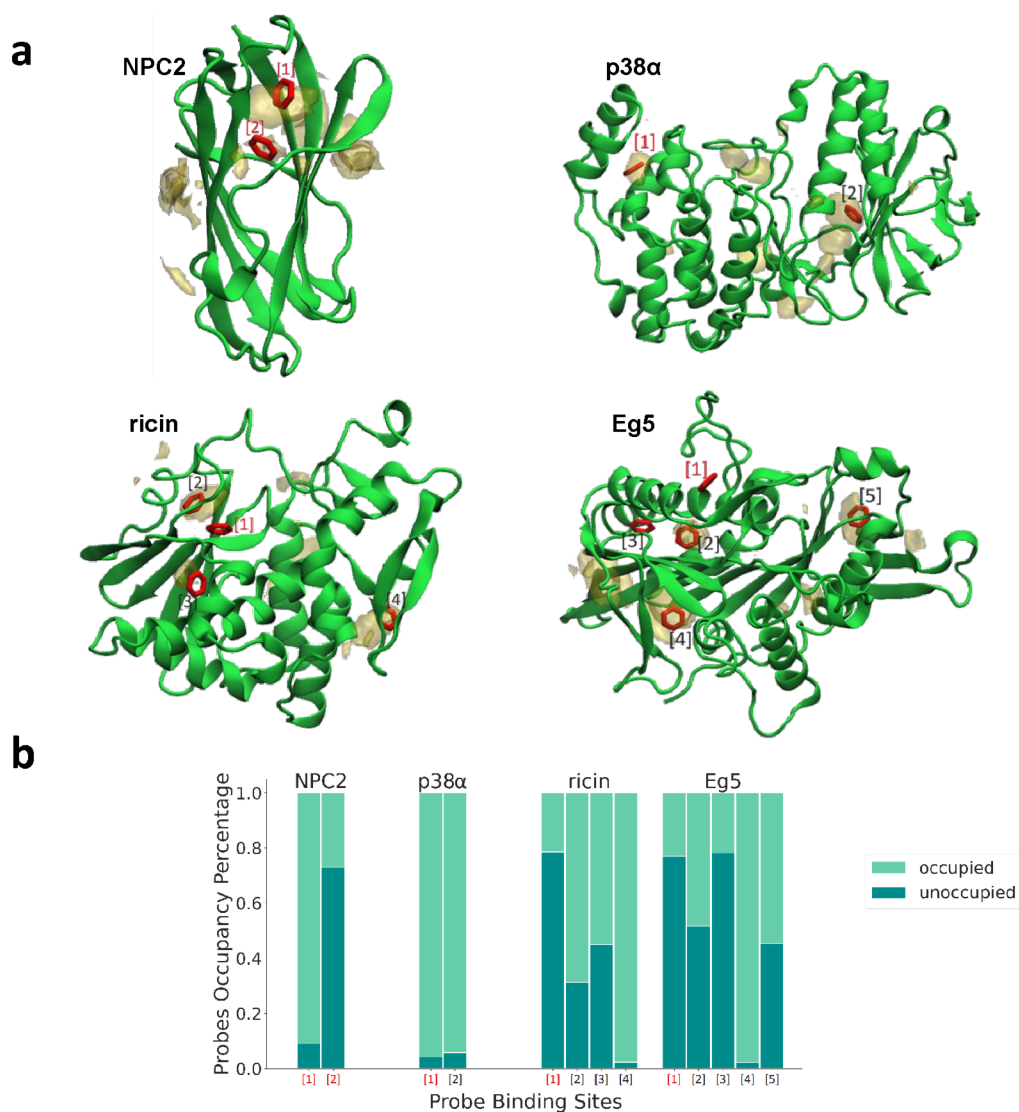 a
NPC2
[1]
[2]
p38α
[1]
[2]
ricin
[2]
[1]
[3]
[4]
Eg5
[1]
[5]
[3]
[2]
[4]
b
NPC2
p38α
ricin
Eg5
Probes Occupancy Percentage
1.0
0.8
0.6
0.4
0.2
0.0
occupied
unoccupied
[1] [2] [1] [2] [1] [2] [3] [4] [1] [2] [3] [4] [5]
Probe Binding Sites